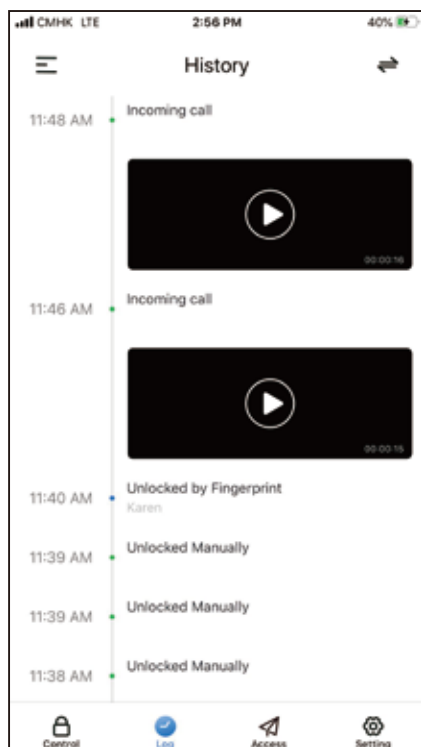 CMHK LTE 2:56 PM 40%
History
11:48 AM Incoming call
00:00:16
11:46 AM Incoming call
00:00:15
11:40 AM Unlocked by Fingerprint
Karen
11:39 AM Unlocked Manually
11:39 AM Unlocked Manually
11:38 AM Unlocked Manually
Control Log Access Setting